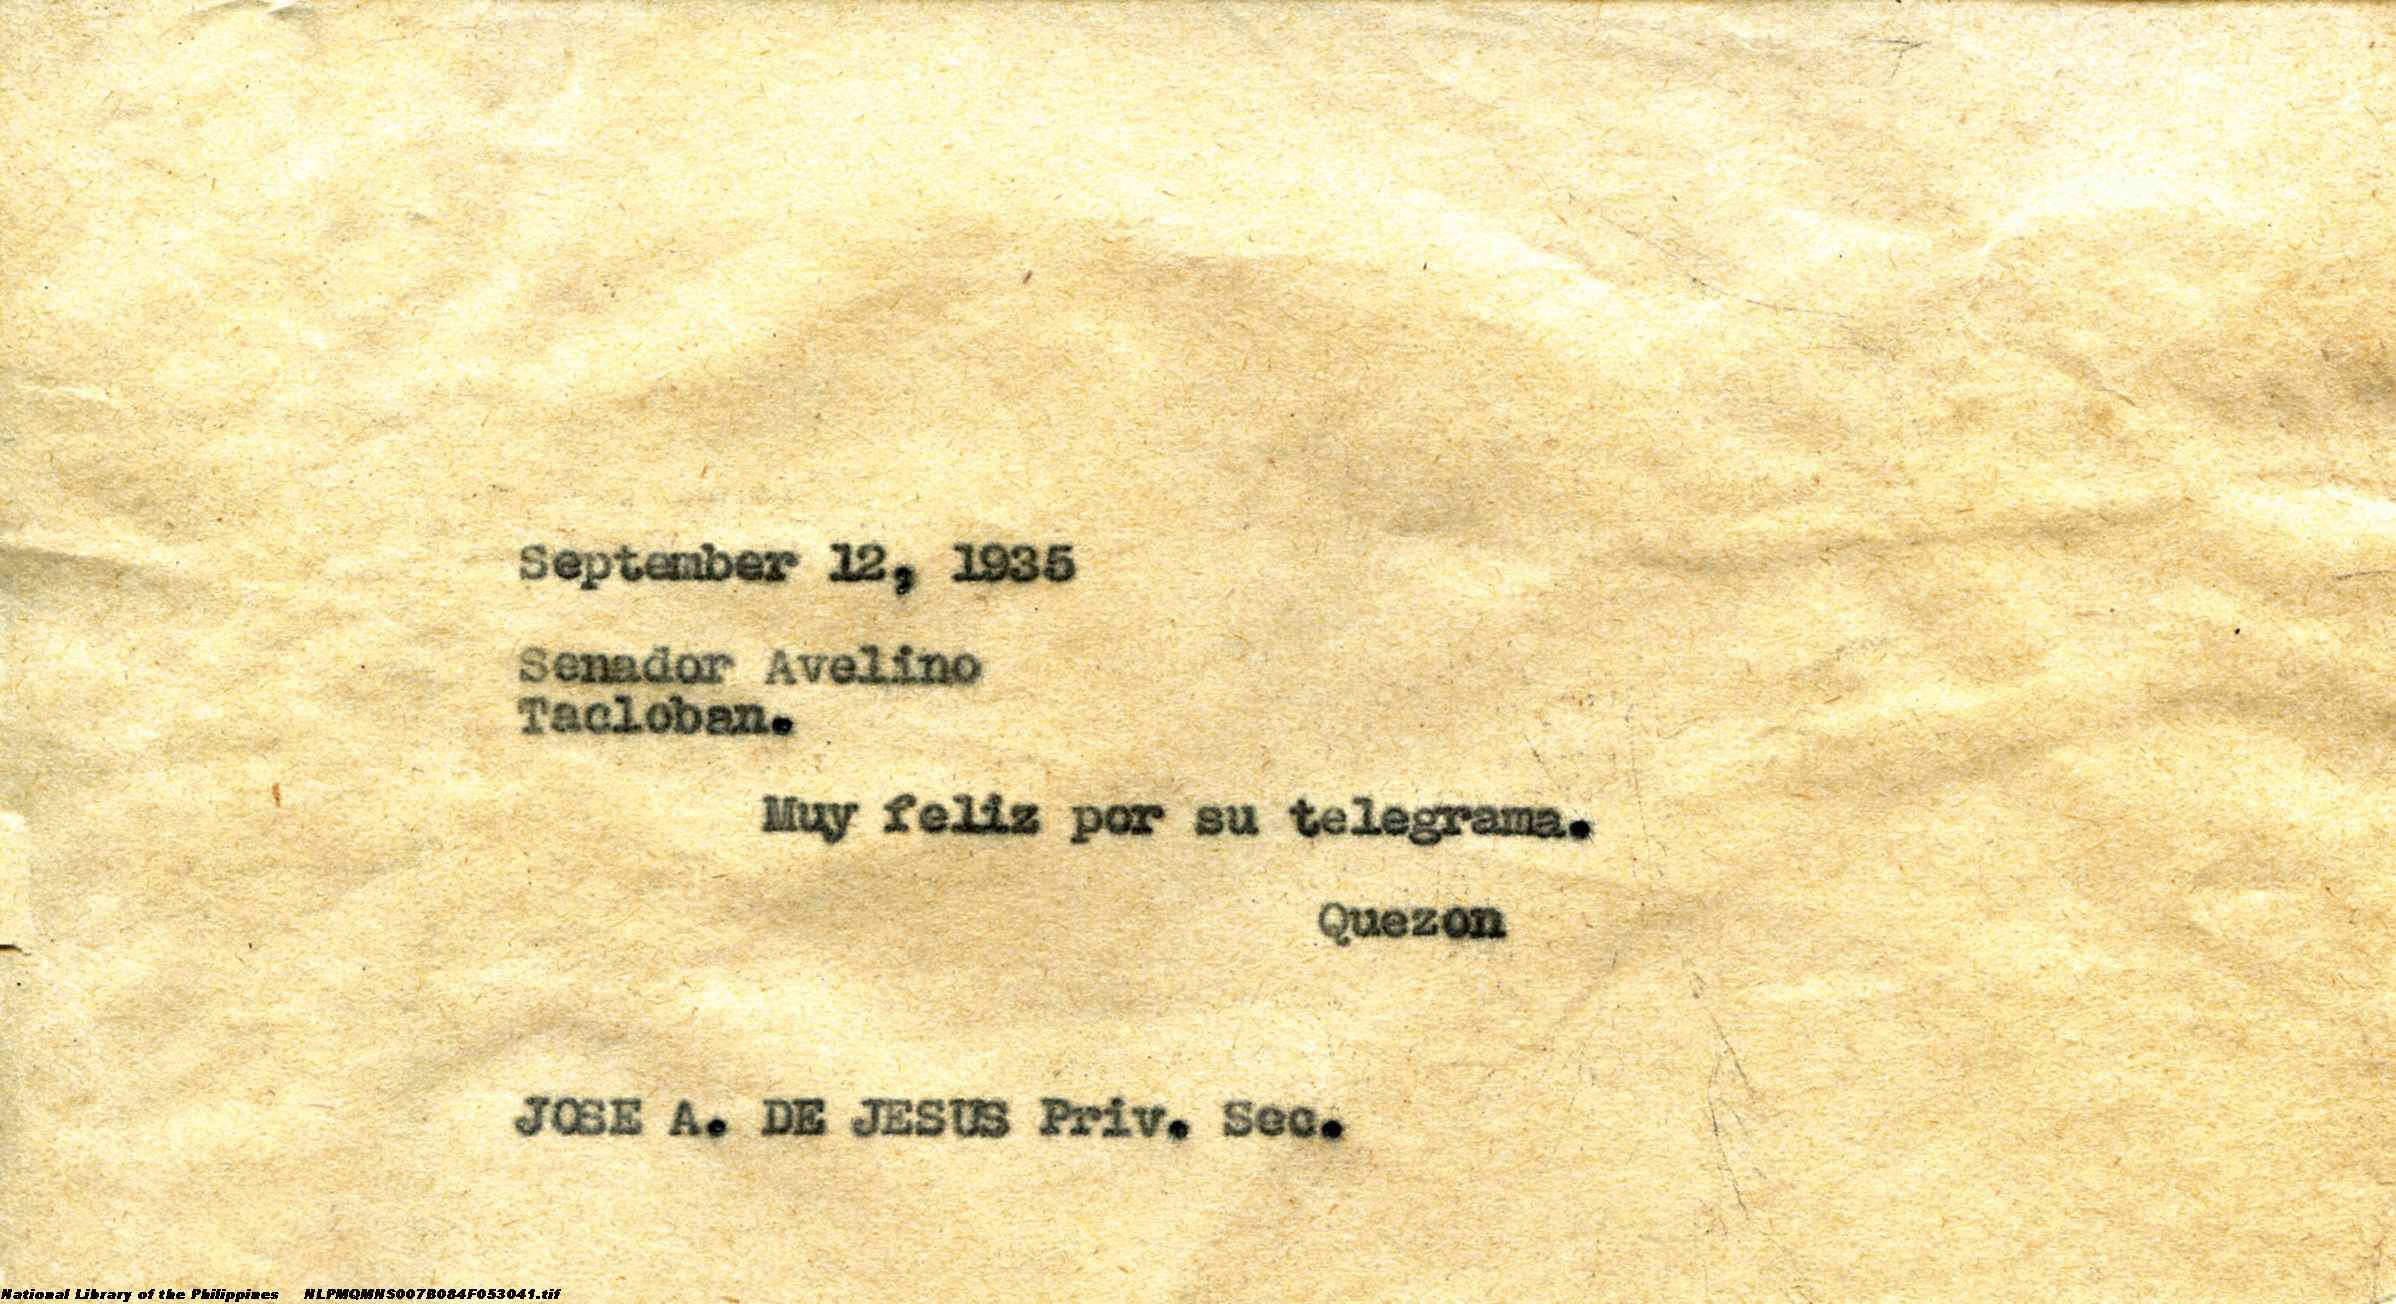 September 12, 1935
Senador Avelino
Tacloban.
Muy feliz por su telegrama.
Quezon
JOSE A. DE JESUS Priv. Sec.
National Library of the Philippines NLPMQMNS007B084F053041.tif